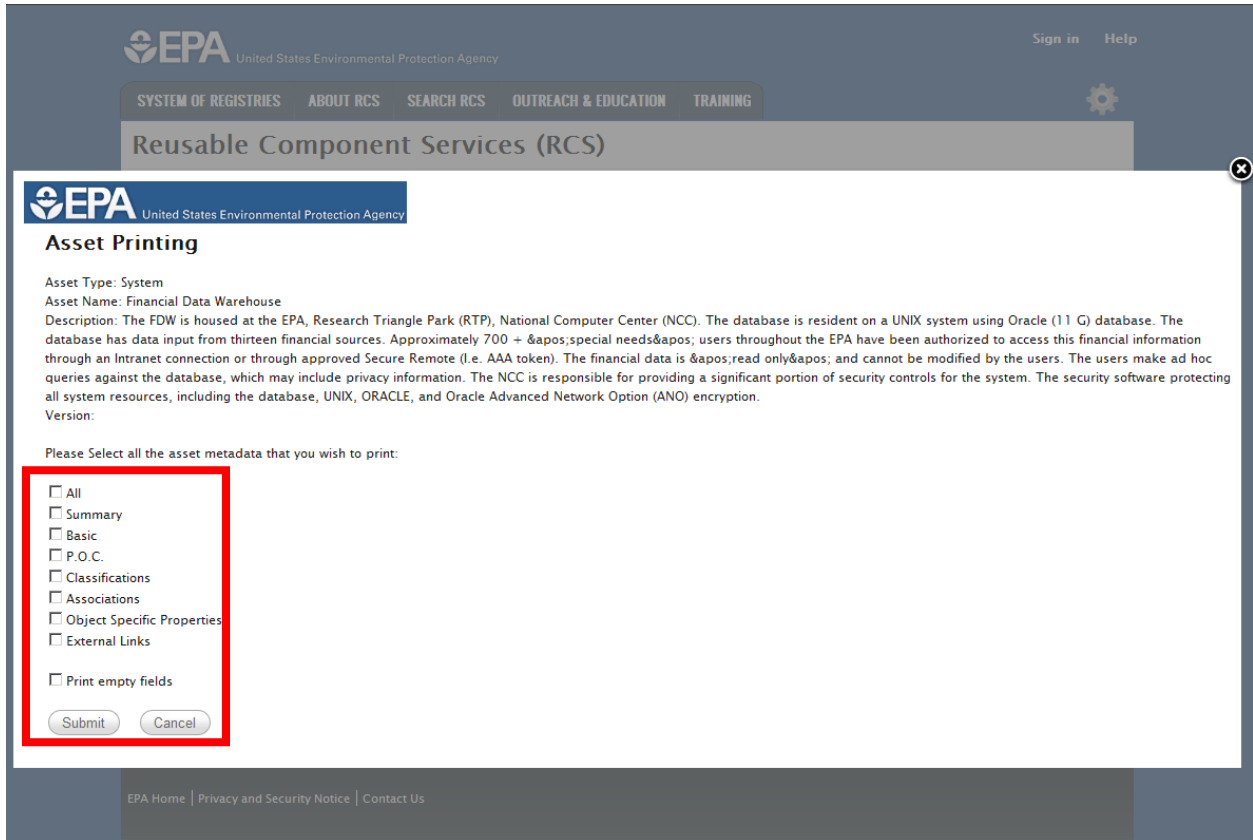 EPA United States Environmental Protection Agency
Sign in Help
SYSTEM OF REGISTRIES ABOUT RCS SEARCH RCS OUTREACH & EDUCATION TRAINING
Reusable Component Services (RCS)
EPA United States Environmental Protection Agency
Asset Printing
Asset Type: System
Asset Name: Financial Data Warehouse
Description: The FDW is housed at the EPA, Research Triangle Park (RTP), National Computer Center (NCC). The database is resident on a UNIX system using Oracle (11 G) database. The
database has data input from thirteen financial sources. Approximately 700 + &apos;special needs&apos; users throughout the EPA have been authorized to access this financial information
through an Intranet connection or through approved Secure Remote (I.e. AAA token). The financial data is &apos;read only&apos; and cannot be modified by the users. The users make ad hoc
queries against the database, which may include privacy information. The NCC is responsible for providing a significant portion of security controls for the system. The security software protecting
all system resources, including the database, UNIX, ORACLE, and Oracle Advanced Network Option (ANO) encryption.
Version:
Please Select all the asset metadata that you wish to print:
All
Summary
Basic
P.O.C.
Classifications
Associations
Object Specific Properties
External Links
Print empty fields
Submit Cancel
EPA Home | Privacy and Security Notice | Contact Us